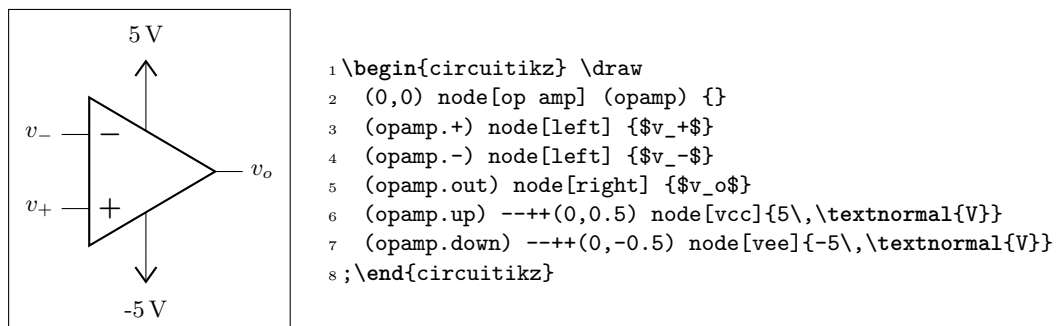 5 V
v−
−
v+
+
vo
-5 V
1 \begin{circuitikz} \draw
2 (0,0) node[op amp] (opamp) {}
3 (opamp.+) node[left] {$v_+$}
4 (opamp.-) node[left] {$v_-$}
5 (opamp.out) node[right] {$v_o$}
6 (opamp.up) --++(0,0.5) node[vcc]{5\,\textnormal{V}}
7 (opamp.down) --++(0,-0.5) node[vee]{-5\,\textnormal{V}}
8 ;\end{circuitikz}